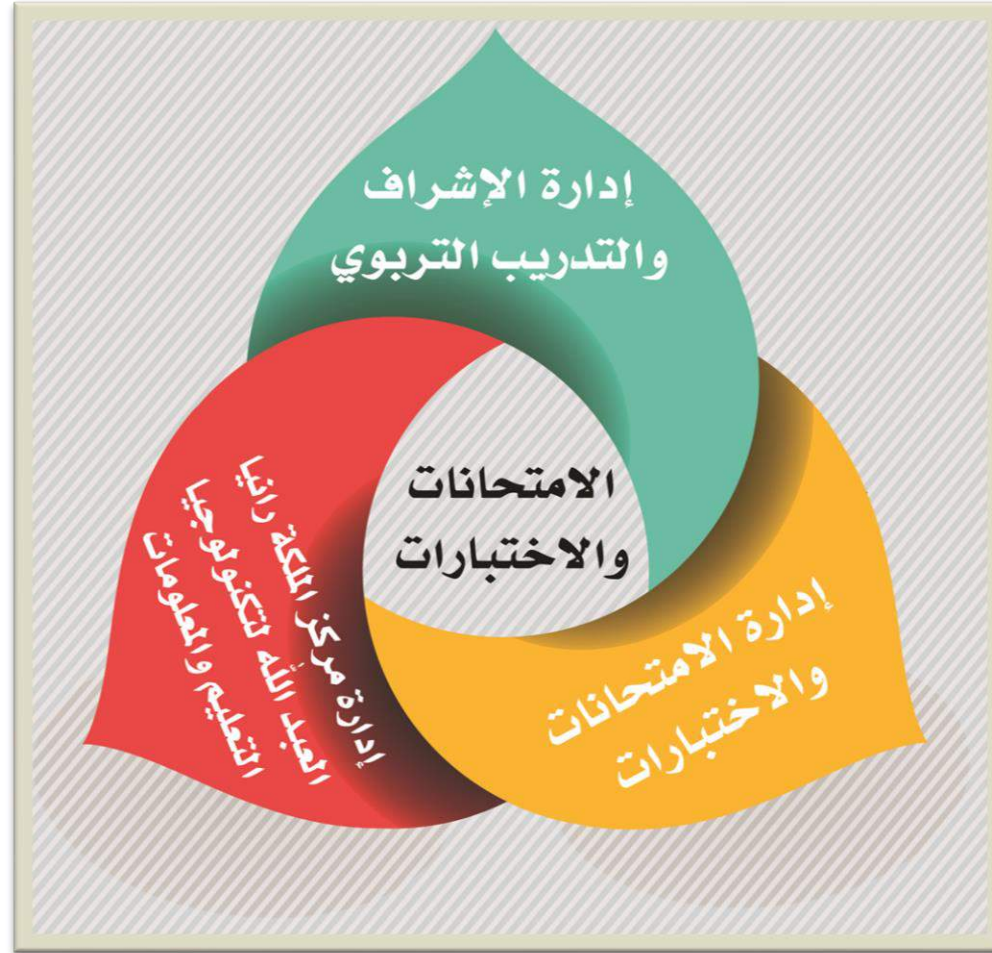 إدارة الإشراف
والتدريب التربوي
الامتحانات
والاختبارات
إدارة الامتحانات
والاختبارات
إدارة مركز الملكة رانيا
العبد الله لتكنولوجيا
التعليم والمعلومات